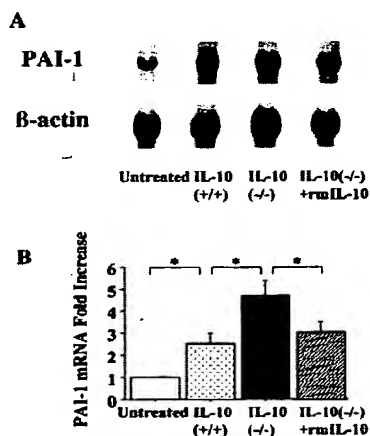 A
PAI-1
ß-actin
Untreated IL-10 IL-10 IL-10(-/-)
(+/+) (-/-) +rmIL-10
B
* * *
PAI-1 mRNA Fold Increase
6
5
4
3
2
1
0
Untreated IL-10 IL-10 IL-10(-/-)
(+/+) (-/-) +rmIL-10